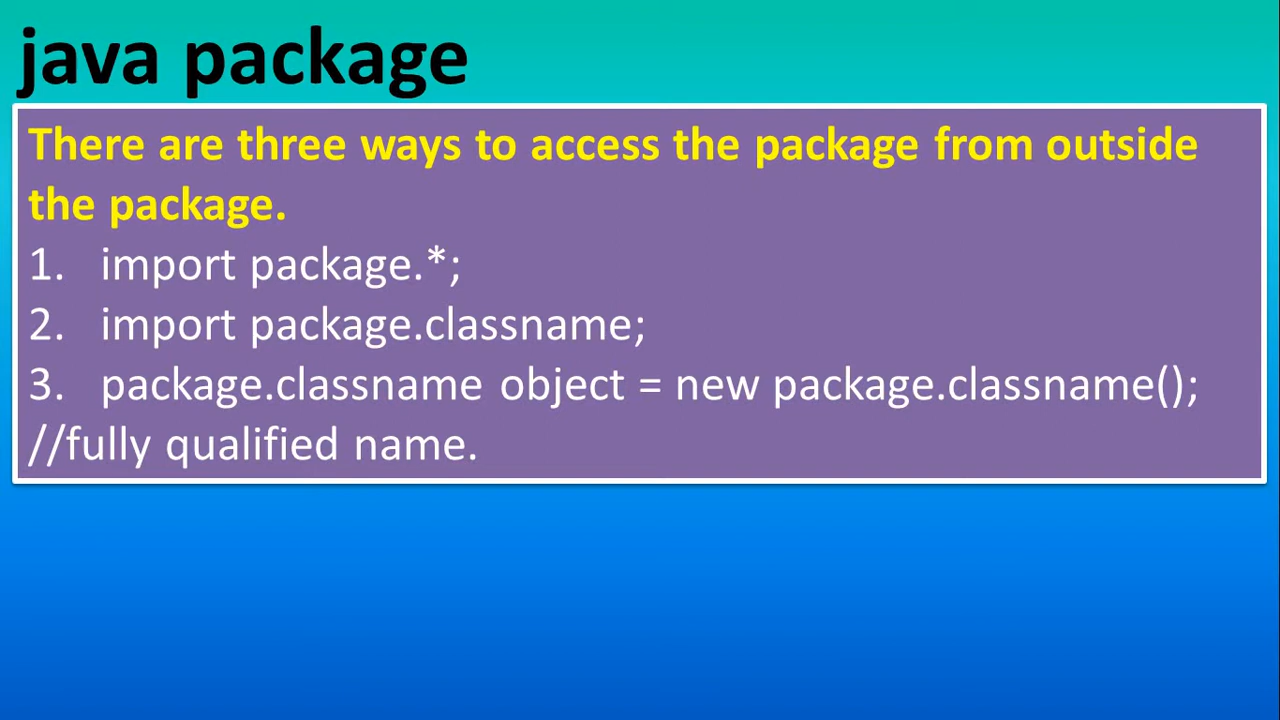 java package
There are three ways to access the package from outside
the package.
1. import package.*;
2. import package.classname;
3. package.classname object = new package.classname();
//fully qualified name.